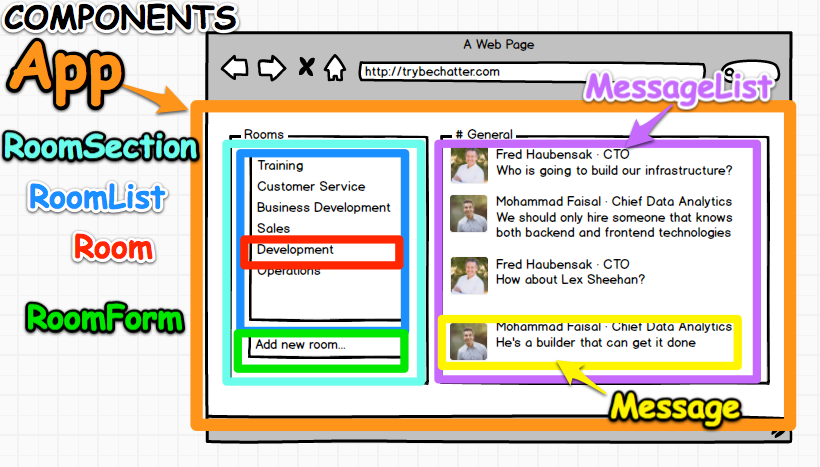 COMPONENTS
App
A Web Page
http://trybechatter.com
MessageList
RoomSection
RoomList
Room
RoomForm
Rooms
Training
Customer Service
Business Development
Sales
Development
Operations
Add new room...
# General
Fred Haubensak · CTO
Who is going to build our infrastructure?
Mohammad Faisal · Chief Data Analytics
We should only hire someone that knows
both backend and frontend technologies
Fred Haubensak · CTO
How about Lex Sheehan?
Mohammad Faisal · Chief Data Analytics
He's a builder that can get it done
Message